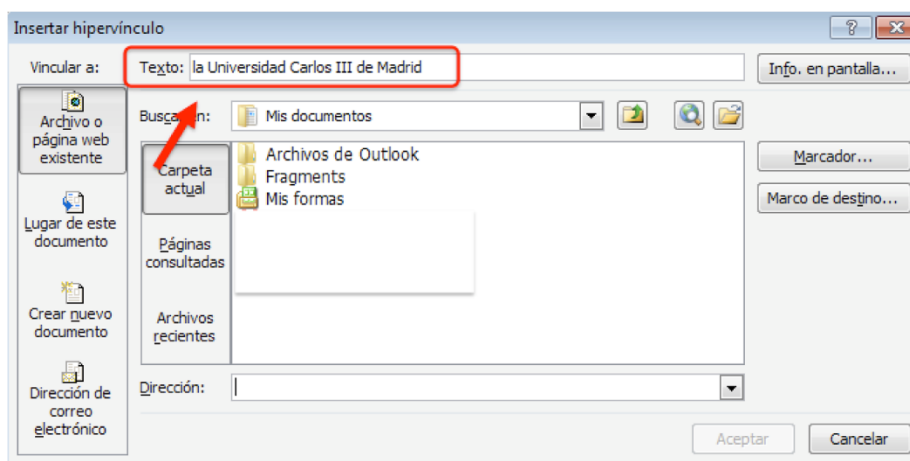 Insertar hipervínculo
Vincular a:
Texto: la Universidad Carlos III de Madrid
Info. en pantalla...
Archivo o
página web
existente
Lugar de este
documento
Crear nuevo
documento
Dirección de
correo
electrónico
Mis documentos
Carpeta
actual
Páginas
consultadas
Archivos
recientes
Archivos de Outlook
Fragments
Mis formas
Marcador...
Marco de destino...
Dirección:
Aceptar
Cancelar